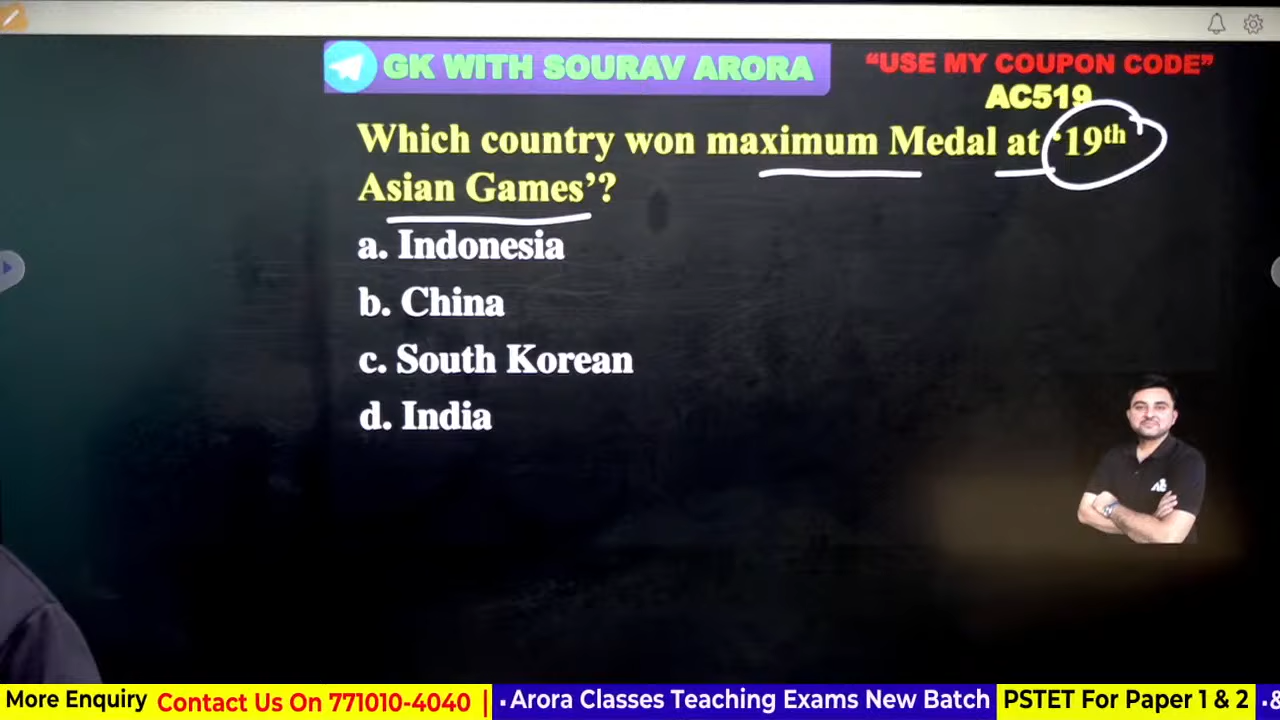 GK WITH SOURAV ARORA
“USE MY COUPON CODE”
AC519
Which country won maximum Medal at ‘19th
Asian Games’?
a. Indonesia
b. China
c. South Korean
d. India
More Enquiry Contact Us On 771010-4040 | • Arora Classes Teaching Exams New Batch PSTET For Paper 1 & 2 • &